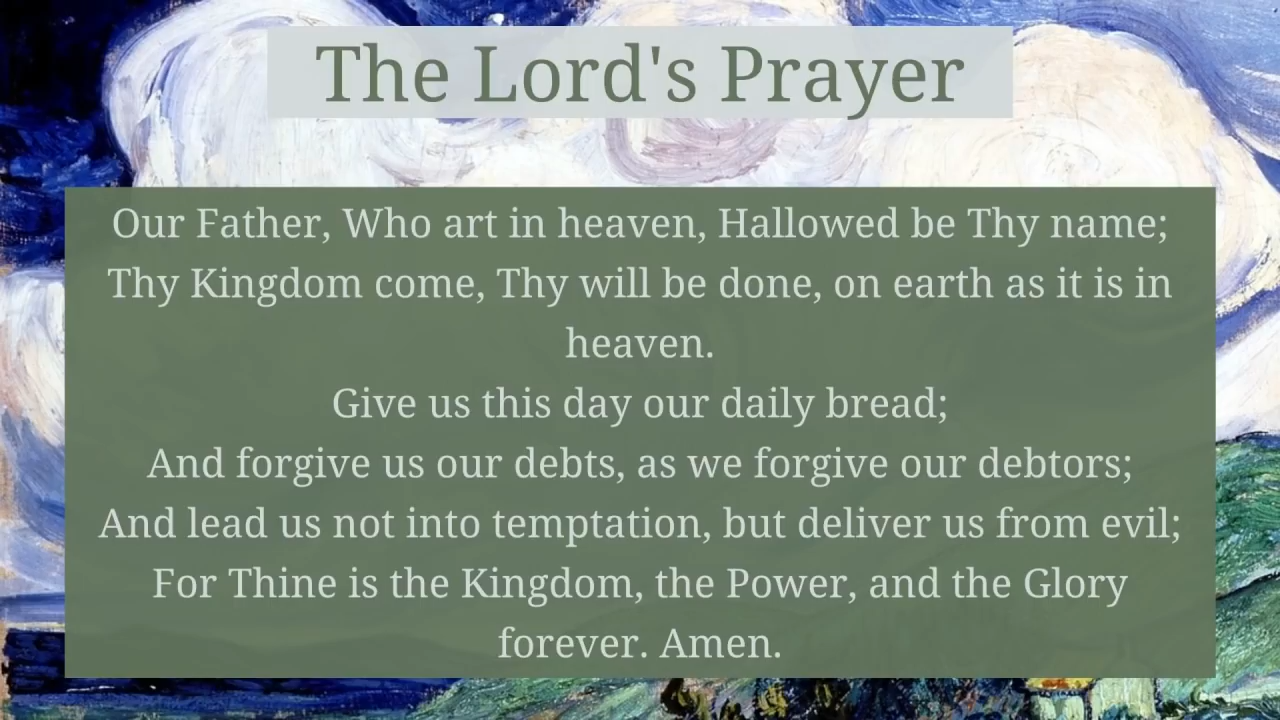 The Lord's Prayer
Our Father, Who art in heaven, Hallowed be Thy name;
Thy Kingdom come, Thy will be done, on earth as it is in
heaven.
Give us this day our daily bread;
And forgive us our debts, as we forgive our debtors;
And lead us not into temptation, but deliver us from evil;
For Thine is the Kingdom, the Power, and the Glory
forever. Amen.